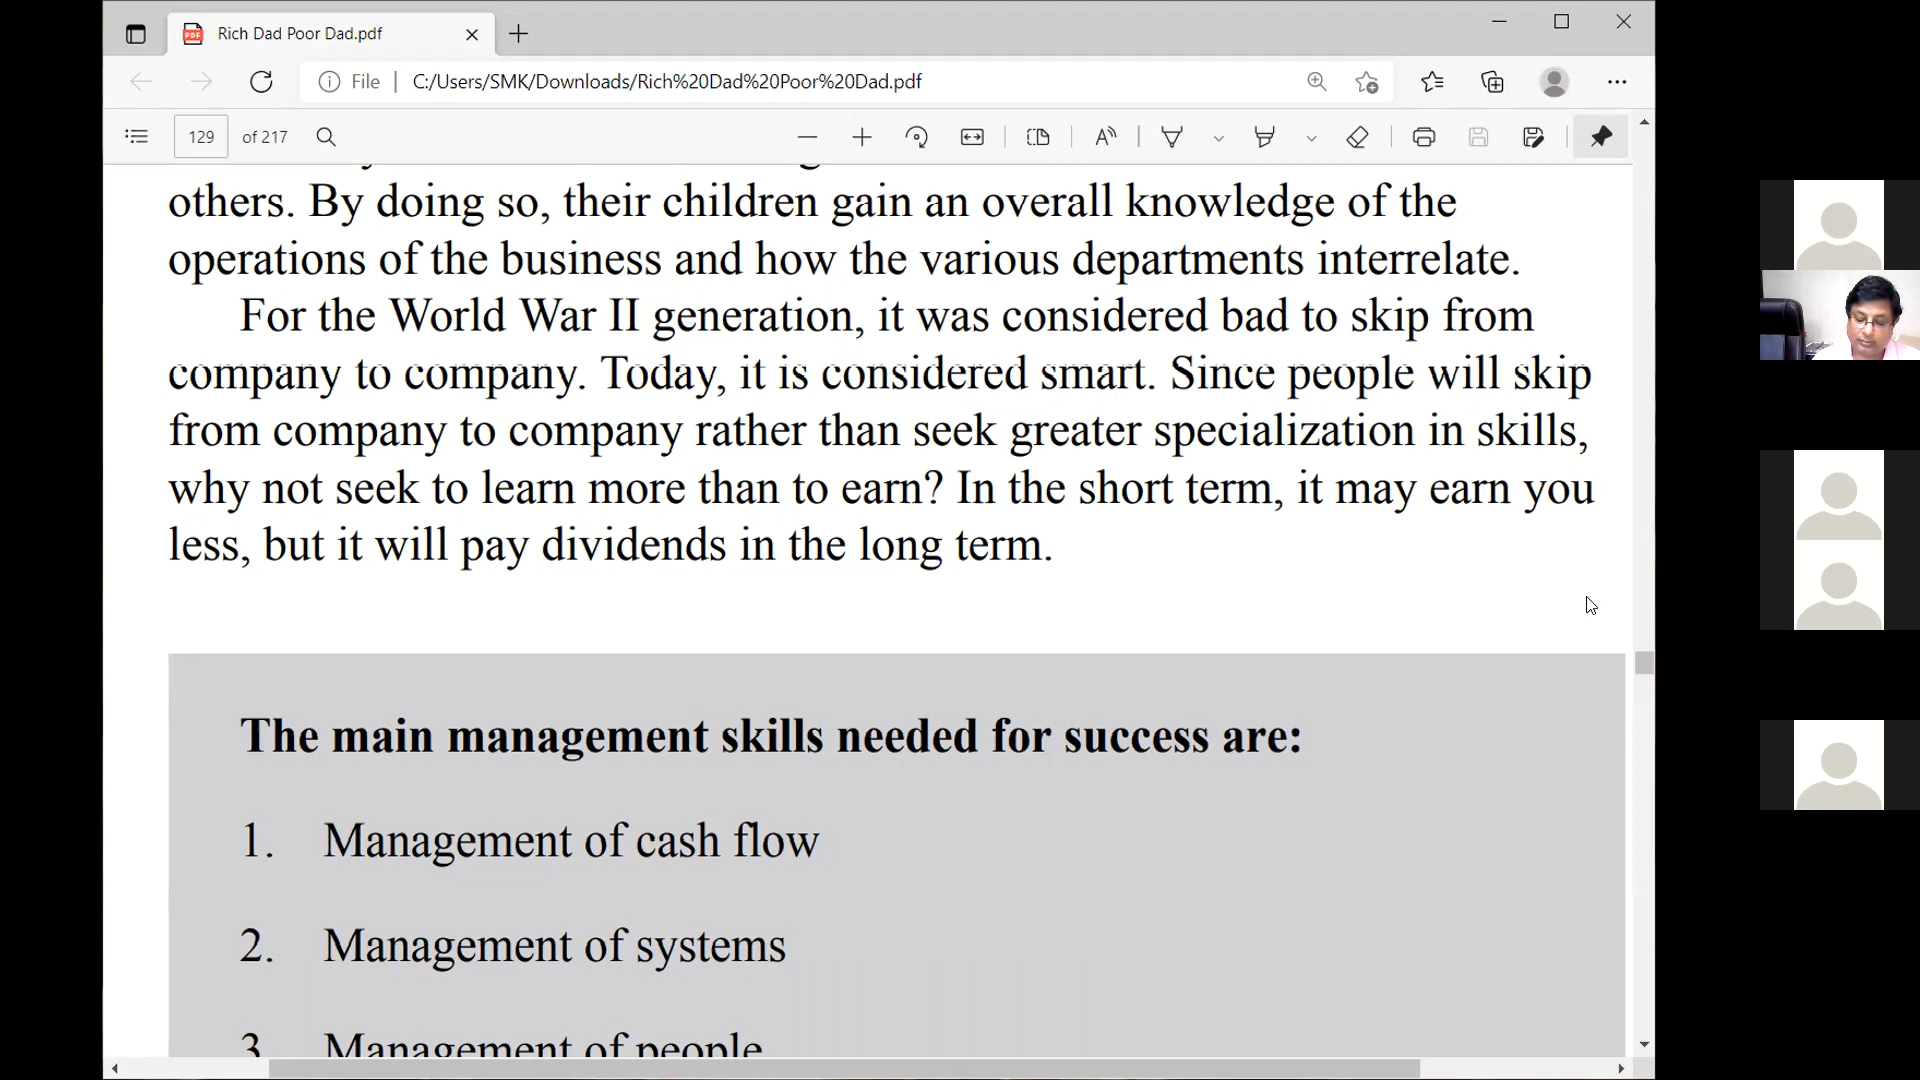 Rich Dad Poor Dad.pdf
File
C:/Users/SMK/Downloads/Rich%20Dad%20Poor%20Dad.pdf
129 of 217
others. By doing so, their children gain an overall knowledge of the
operations of the business and how the various departments interrelate.
For the World War II generation, it was considered bad to skip from
company to company. Today, it is considered smart. Since people will skip
from company to company rather than seek greater specialization in skills,
why not seek to learn more than to earn? In the short term, it may earn you
less, but it will pay dividends in the long term.
The main management skills needed for success are:
1. Management of cash flow
2. Management of systems
3. Management of people